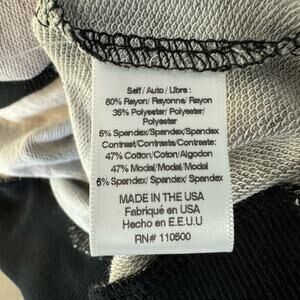 Self / Auto / Libre :
60% Rayon/ Rayonne/ Rayon
35% Polyester/ Polyester/
Polyester
5% Spandex/Spandex/ Spandex
Contrast/Contraste/Contraste:
47% Cotton/Coton/Algodon
47% Modal/Modal/ Modal
6% Spandex/ Spandex/ Spandex
MADE IN THE USA
Fabriqué en USA
Hecho en E.E.U.U
RN# 110500